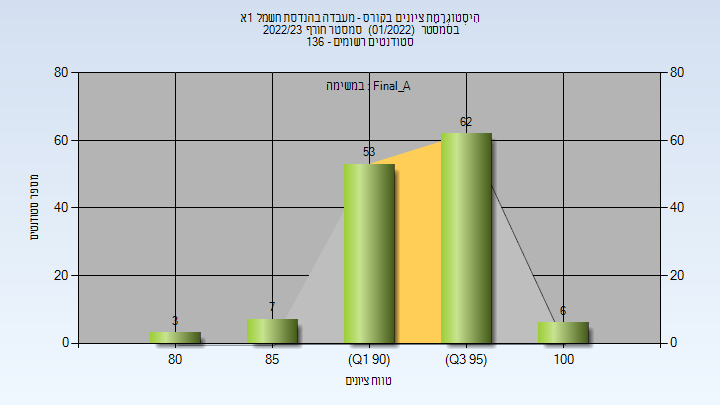 היסטוגרמת ציונים בקורס - מעבדה בהנדסת חשמל 1א
בסמסטר (01/2022) סמסטר חורף 2022/23
סטודנטים רשומים - 136
במשימה : Final_A
מספר סטודנטים
80
60
40
20
0
80
60
40
20
0
3
7
53
62
6
80
85
(Q1 90)
(Q3 95)
100
טווח ציונים